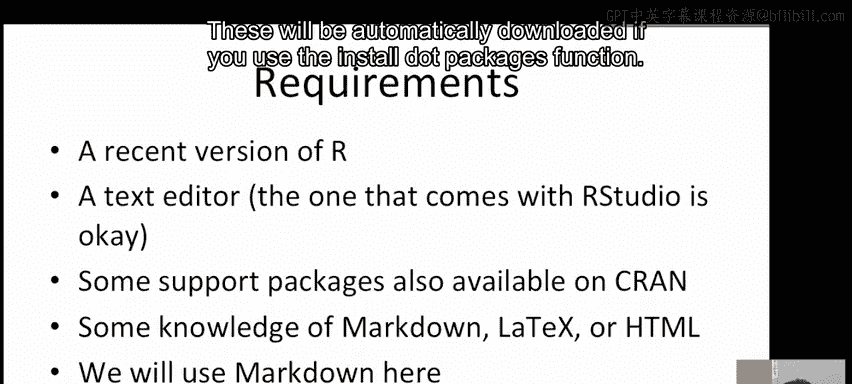 GPT中英字幕课程资源@bilibili.com
These will be automatically downloaded if
you use the install dot packages function.
Requirements
• A recent version of R
• A text editor (the one that comes with RStudio is
okay)
• Some support packages also available on CRAN
• Some knowledge of Markdown, LaTeX, or HTML
• We will use Markdown here